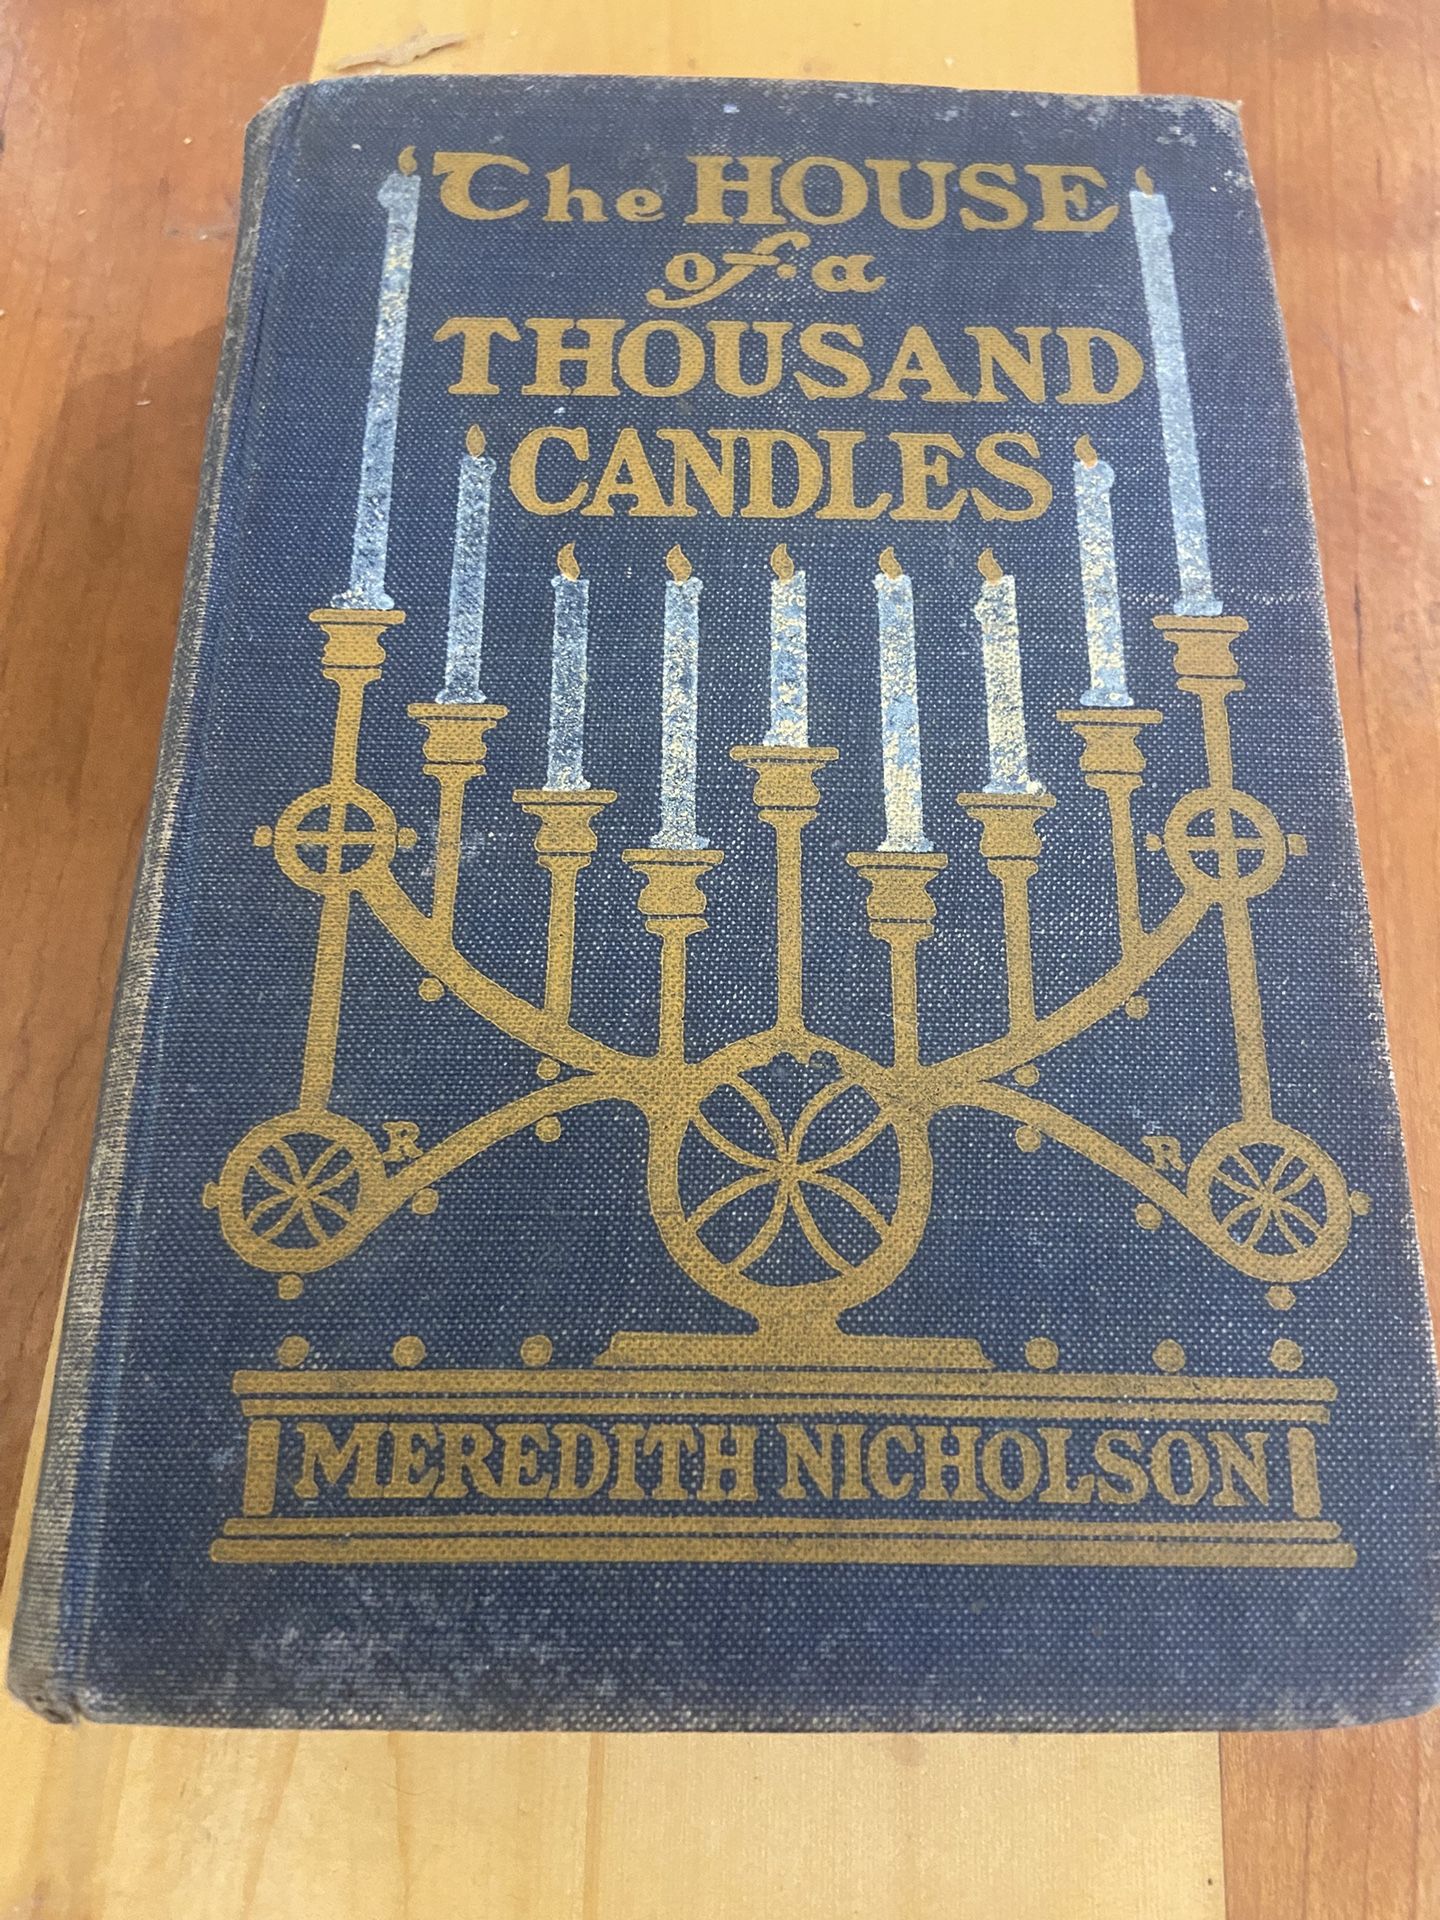 The HOUSE
of a
THOUSAND
CANDLES
R R
MEREDITH NICHOLSON